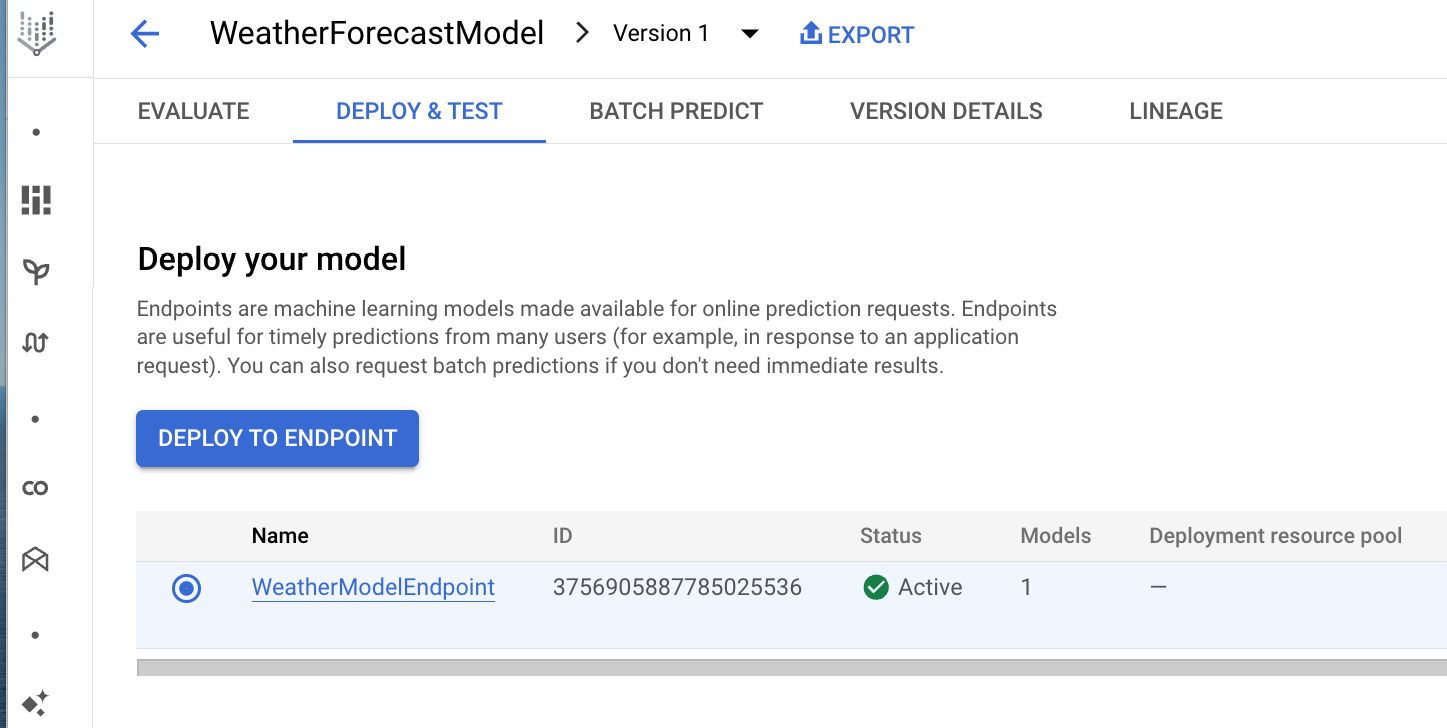 WeatherForecastModel Version 1 EXPORT
EVALUATE DEPLOY & TEST BATCH PREDICT VERSION DETAILS LINEAGE
Deploy your model
Endpoints are machine learning models made available for online prediction requests. Endpoints
are useful for timely predictions from many users (for example, in response to an application
request). You can also request batch predictions if you don't need immediate results.
DEPLOY TO ENDPOINT
Name ID Status Models Deployment resource pool
WeatherModelEndpoint 3756905887785025536 Active 1 —